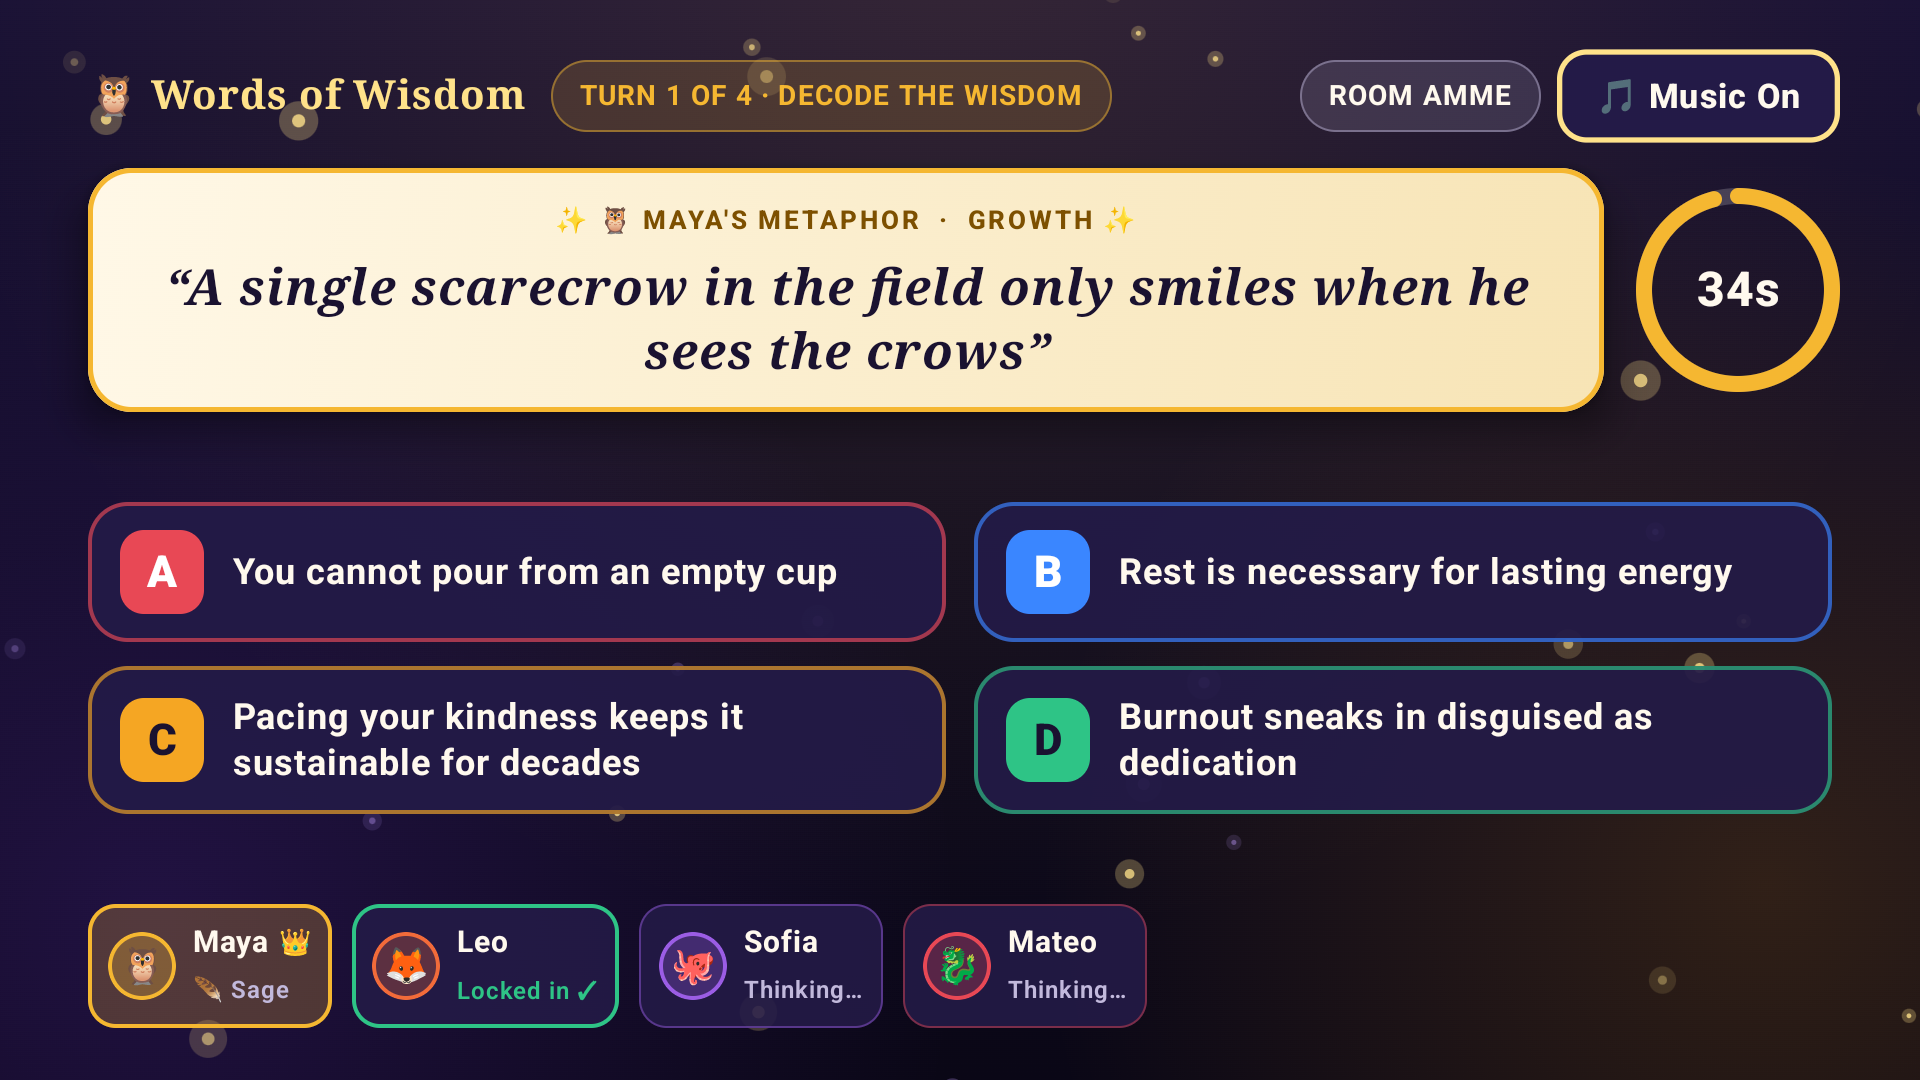 Words of Wisdom
TURN 1 OF 4 · DECODE THE WISDOM
ROOM AMME
Music On
MAYA'S METAPHOR · GROWTH
“A single scarecrow in the field only smiles when he
sees the crows”
34s
A
You cannot pour from an empty cup
B
Rest is necessary for lasting energy
C
Pacing your kindness keeps it
sustainable for decades
D
Burnout sneaks in disguised as
dedication
Maya
Sage
Leo
Locked in ✓
Sofia
Thinking…
Mateo
Thinking…